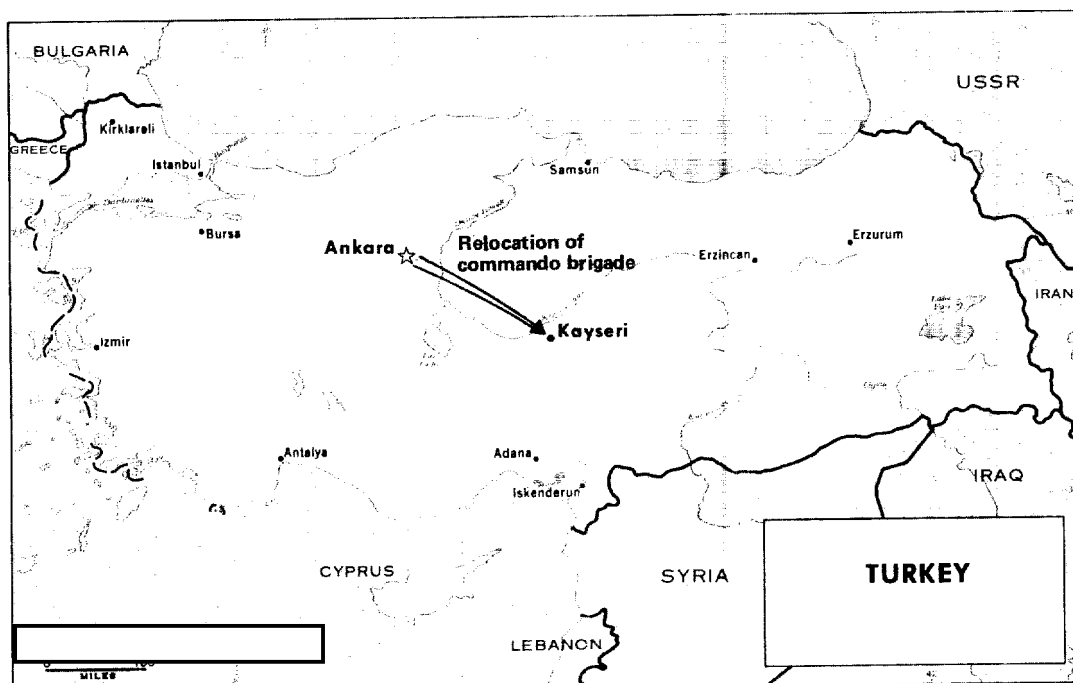 BULGARIA
USSR
Kirklareli
GREECE
Istanbul
Samsun
Bursa
Ankara
Relocation of
commando brigade
Erzincan
Erzurum
IRAN
Kayseri
Izmir
Antalya
Adana
Iskenderun
IRAQ
CYPRUS
SYRIA
TURKEY
LEBANON
MILES